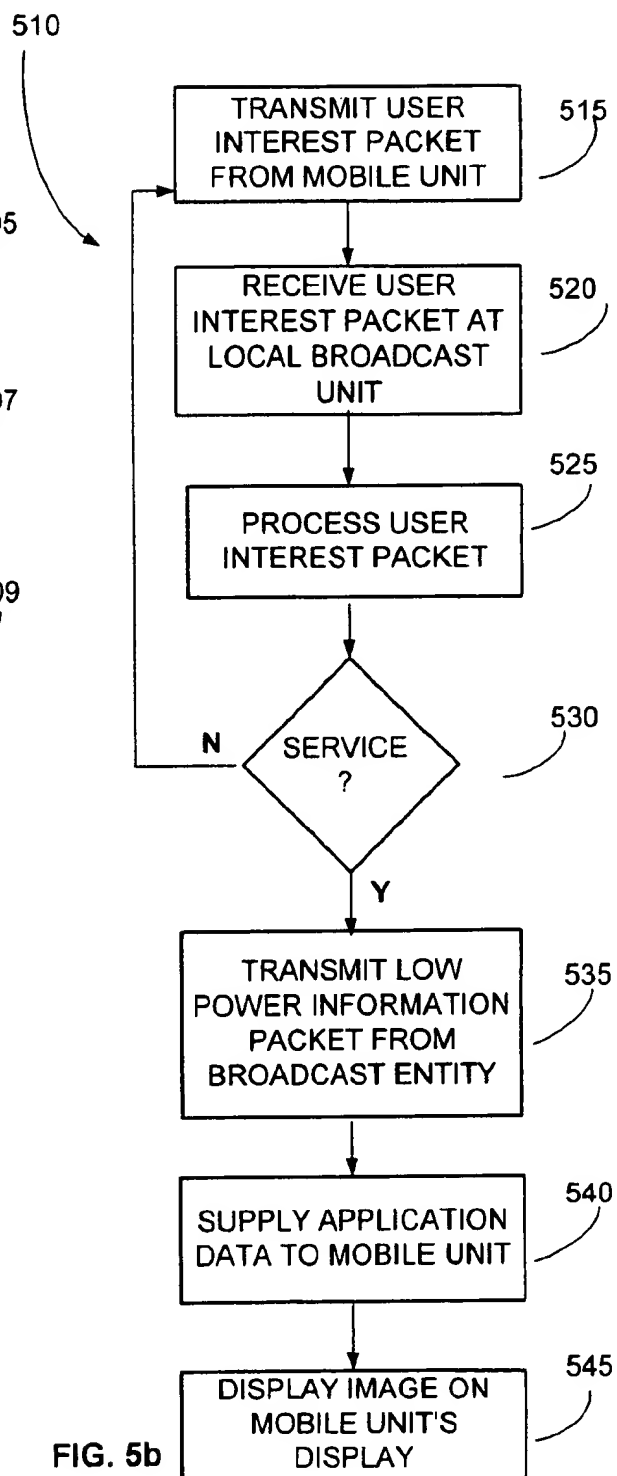 510
TRANSMIT USER
INTEREST PACKET
FROM MOBILE UNIT
515
RECEIVE USER
INTEREST PACKET AT
LOCAL BROADCAST
UNIT
520
PROCESS USER
INTEREST PACKET
525
SERVICE
?
530
N
Y
TRANSMIT LOW
POWER INFORMATION
PACKET FROM
BROADCAST ENTITY
535
SUPPLY APPLICATION
DATA TO MOBILE UNIT
540
DISPLAY IMAGE ON
MOBILE UNIT'S
DISPLAY
545
FIG. 5b